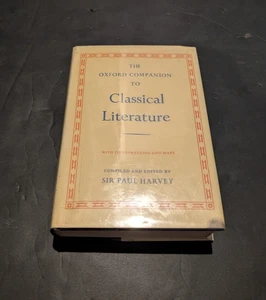 THE
OXFORD COMPANION
TO
Classical
Literature
COMPILED AND EDITED BY
SIR PAUL HARVEY